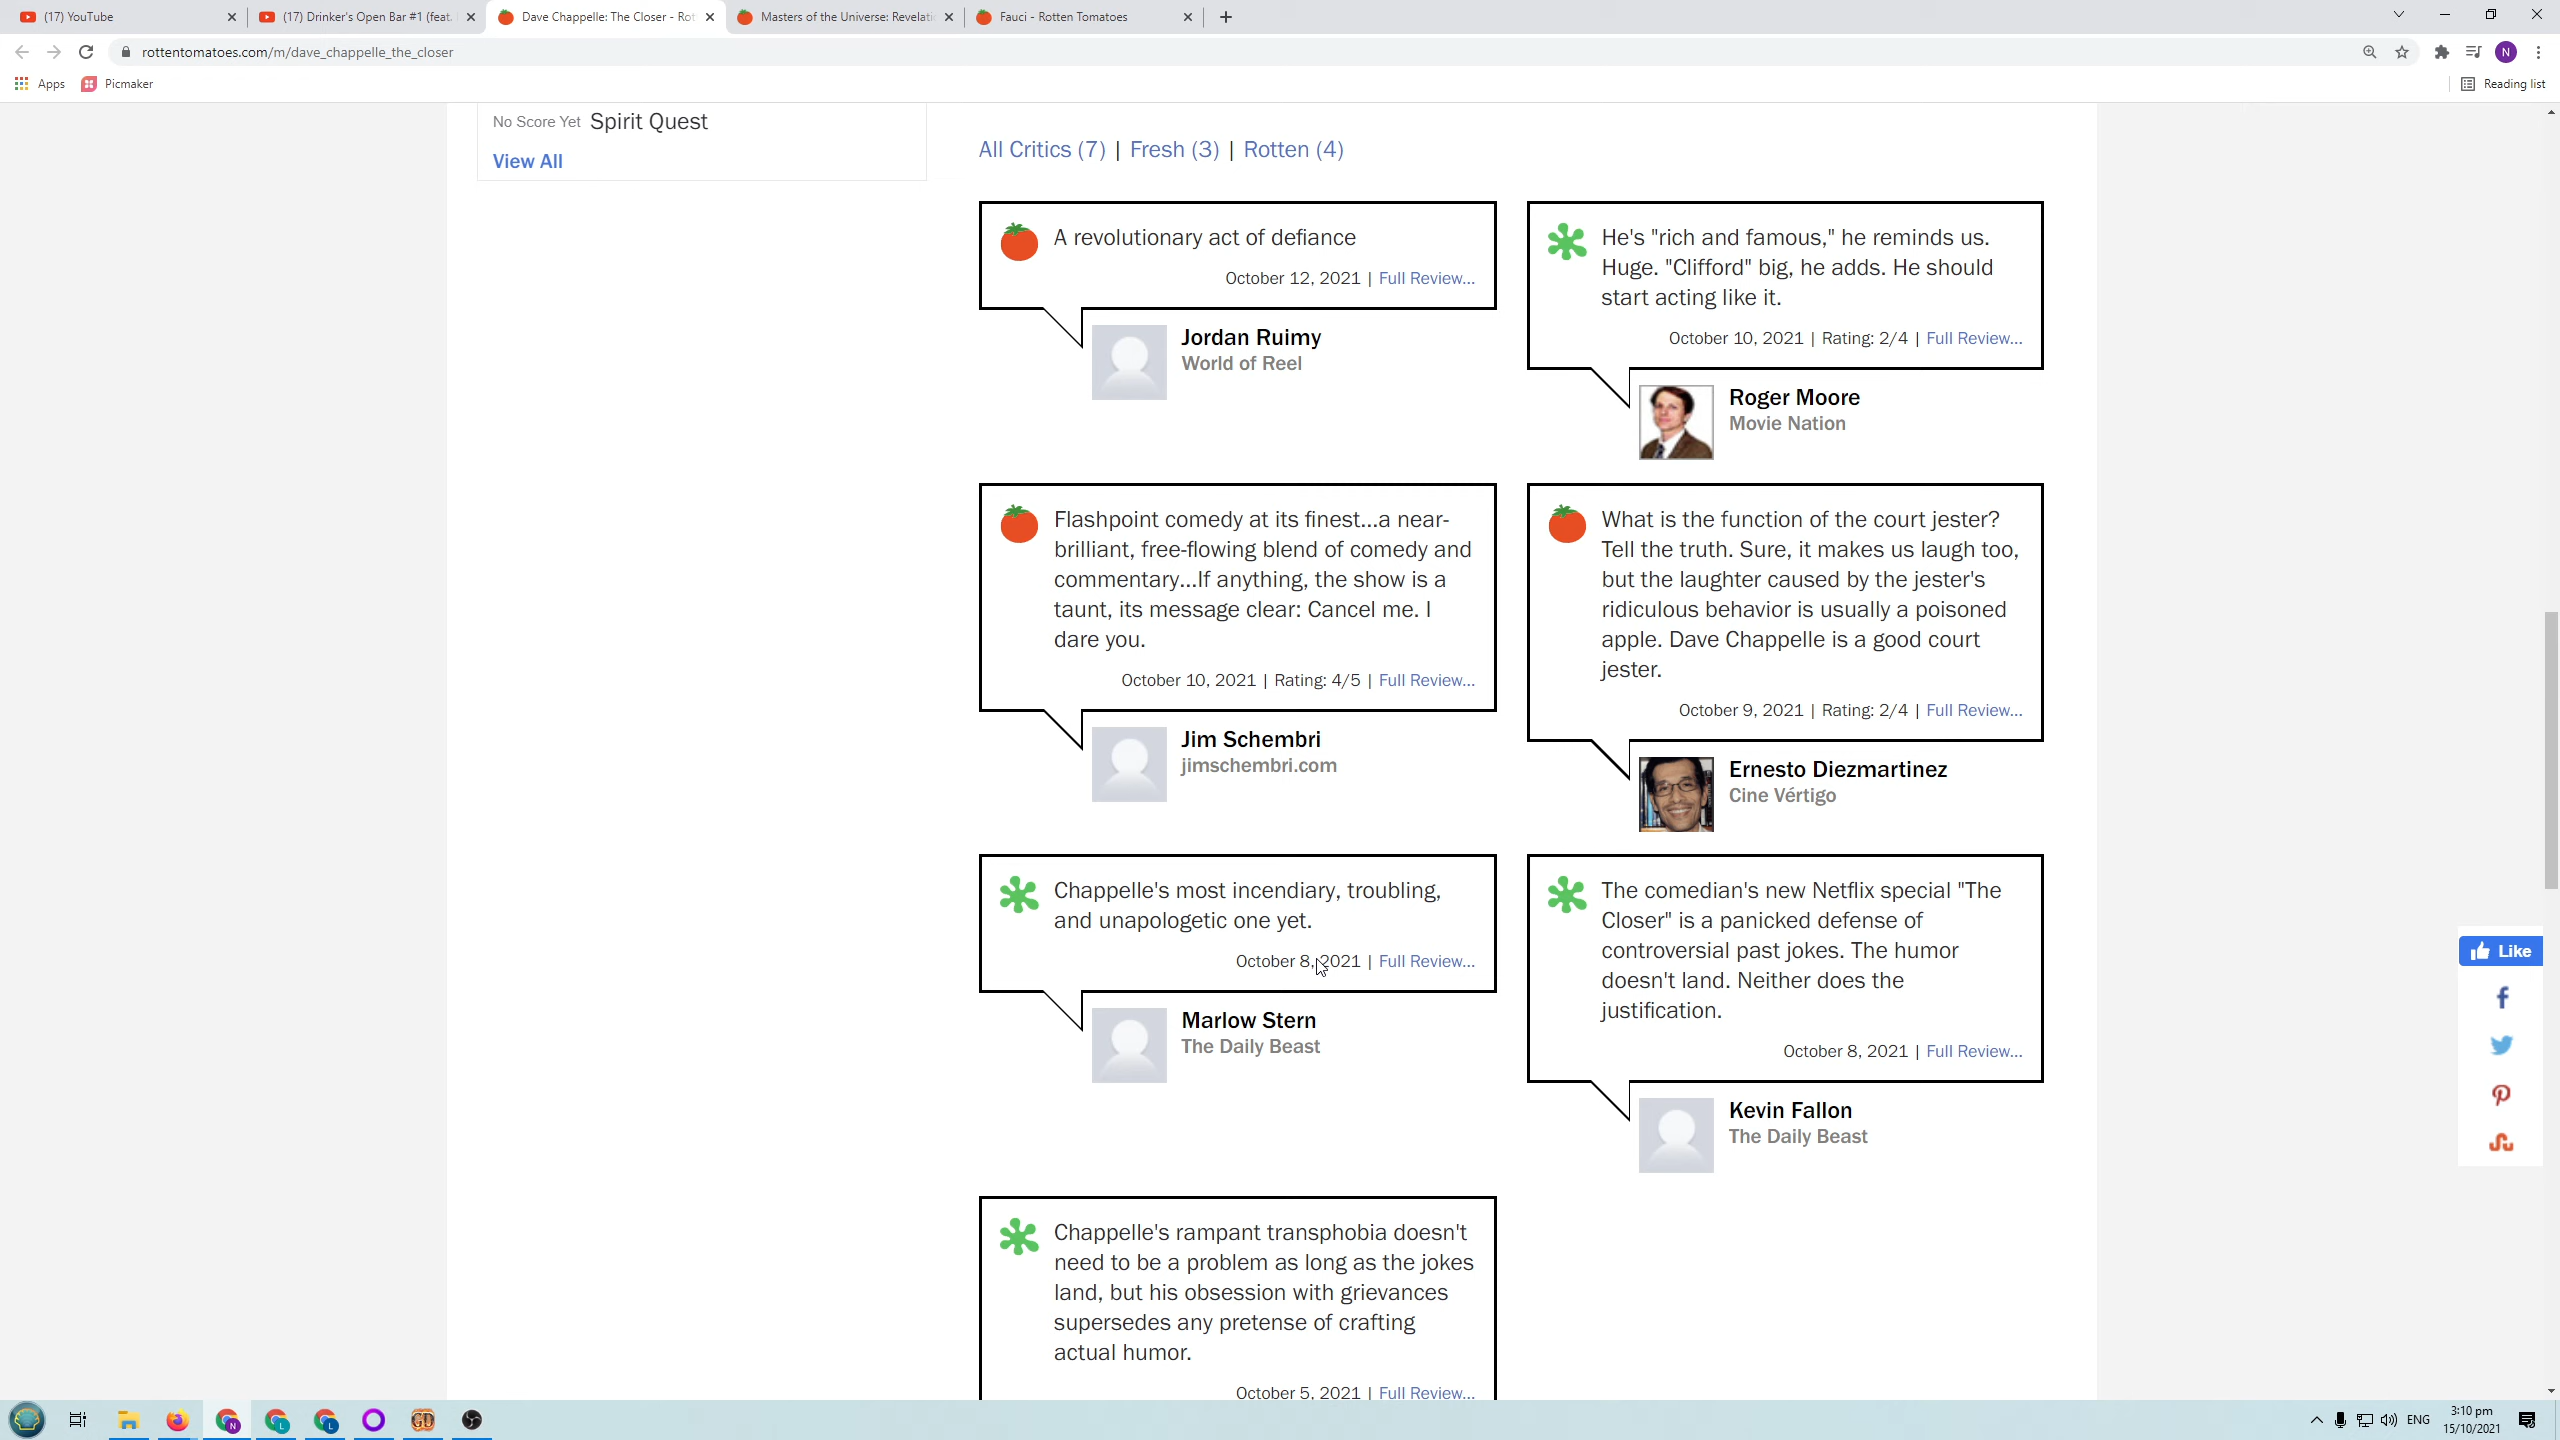 (17) YouTube
(17) Drinker's Open Bar #1 (feat.
Dave Chappelle: The Closer - Rot
Masters of the Universe: Revelati
Fauci - Rotten Tomatoes
rottentomatoes.com/m/dave_chappelle_the_closer
N
Apps
Picmaker
Reading list
No Score Yet Spirit Quest
View All
All Critics (7) | Fresh (3) | Rotten (4)
A revolutionary act of defiance
October 12, 2021 | Full Review...
Jordan Ruimy
World of Reel
He's "rich and famous," he reminds us.
Huge. "Clifford" big, he adds. He should
start acting like it.
October 10, 2021 | Rating: 2/4 | Full Review...
Roger Moore
Movie Nation
Flashpoint comedy at its finest...a near-
brilliant, free-flowing blend of comedy and
commentary...If anything, the show is a
taunt, its message clear: Cancel me. I
dare you.
October 10, 2021 | Rating: 4/5 | Full Review...
Jim Schembri
jimschembri.com
What is the function of the court jester?
Tell the truth. Sure, it makes us laugh too,
but the laughter caused by the jester's
ridiculous behavior is usually a poisoned
apple. Dave Chappelle is a good court
jester.
October 9, 2021 | Rating: 2/4 | Full Review...
Ernesto Diezmartinez
Cine Vértigo
Chappelle's most incendiary, troubling,
and unapologetic one yet.
October 8, 2021 | Full Review...
Marlow Stern
The Daily Beast
The comedian's new Netflix special "The
Closer" is a panicked defense of
controversial past jokes. The humor
doesn't land. Neither does the
justification.
October 8, 2021 | Full Review...
Kevin Fallon
The Daily Beast
Chappelle's rampant transphobia doesn't
need to be a problem as long as the jokes
land, but his obsession with grievances
supersedes any pretense of crafting
actual humor.
October 5, 2021 | Full Review...
Like
N
L
L
GD
ENG
3:10 pm
15/10/2021